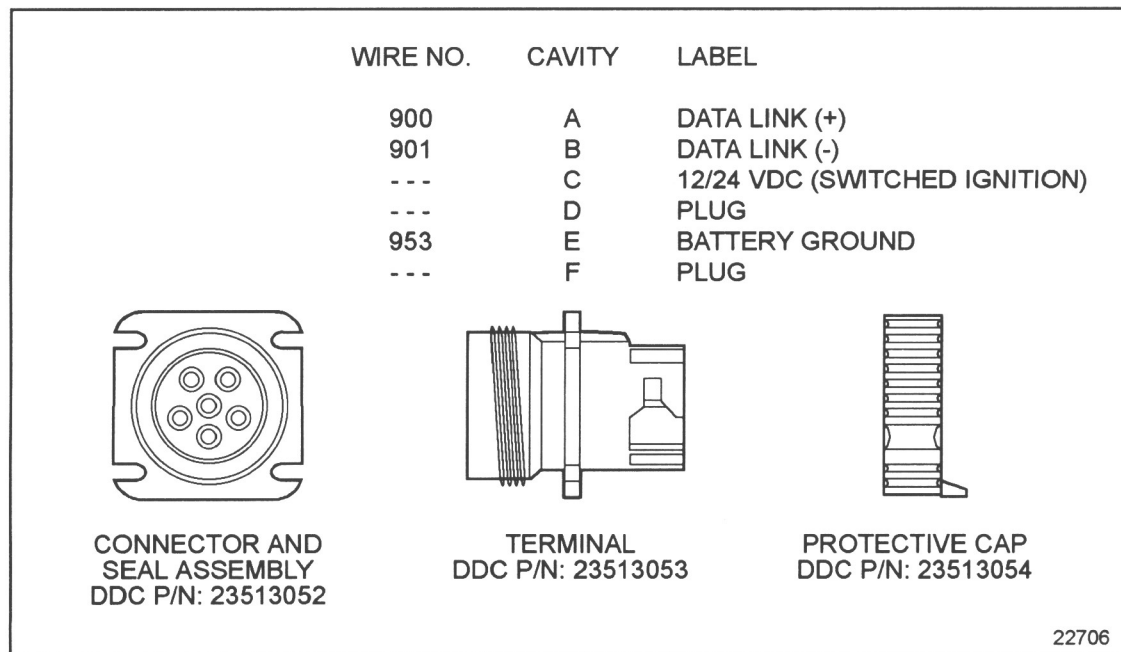 WIRE NO. CAVITY LABEL
900 A DATA LINK (+)
901 B DATA LINK (-)
- - - C 12/24 VDC (SWITCHED IGNITION)
- - - D PLUG
953 E BATTERY GROUND
- - - F PLUG
CONNECTOR AND
SEAL ASSEMBLY
DDC P/N: 23513052
TERMINAL
DDC P/N: 23513053
PROTECTIVE CAP
DDC P/N: 23513054
22706